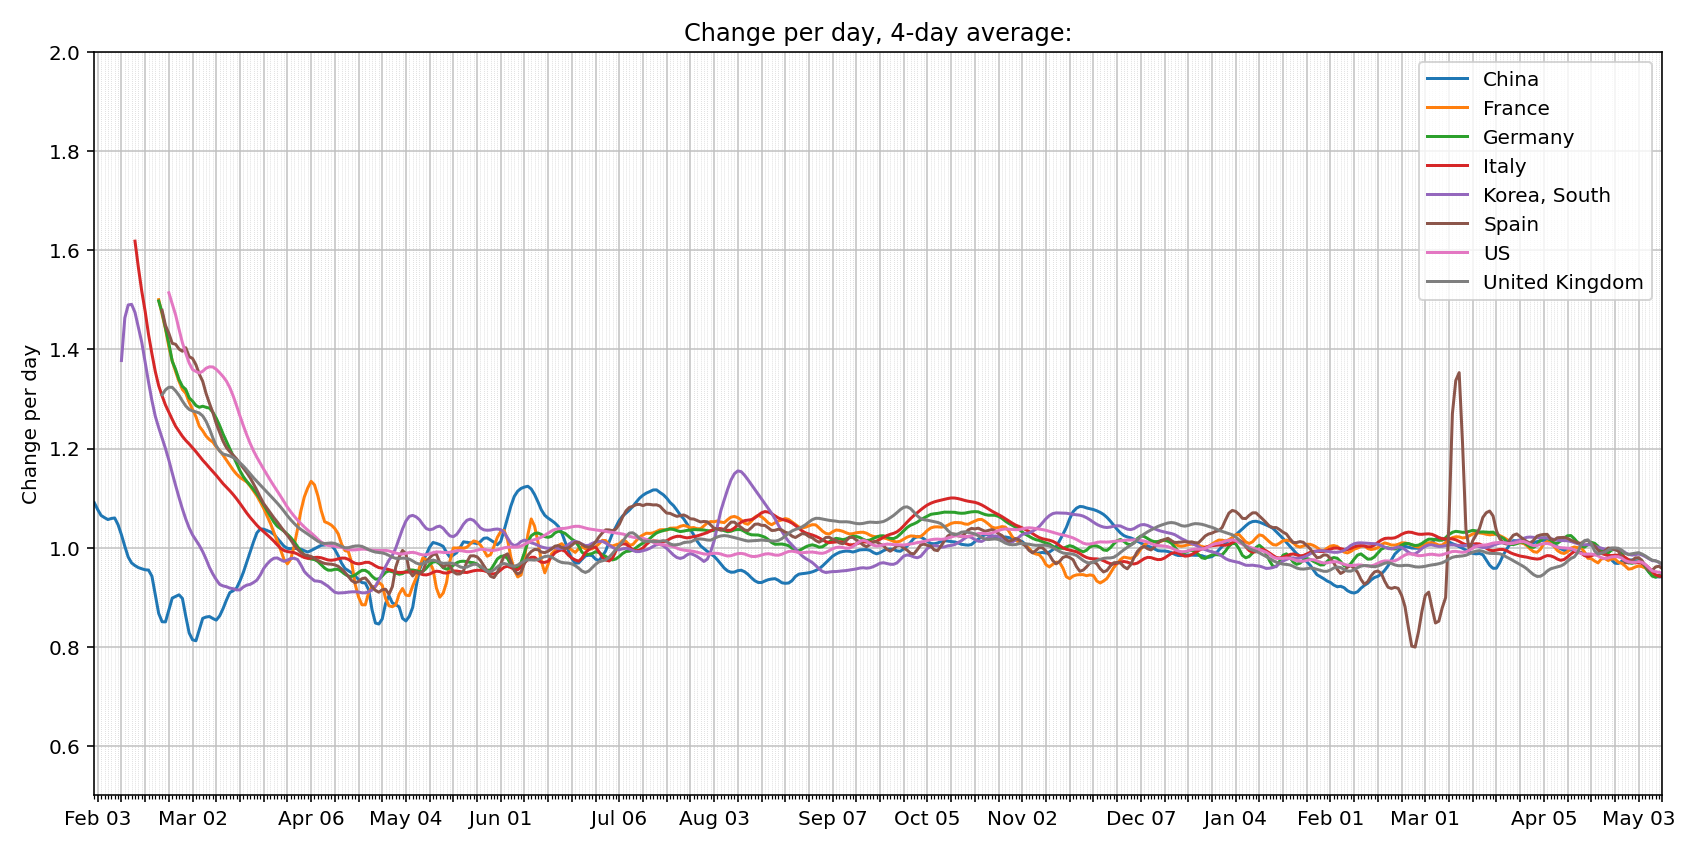 Change per day, 4-day average:
2.0
1.8
1.6
1.4
1.2
1.0
0.8
0.6
Change per day
China
France
Germany
Italy
Korea, South
Spain
US
United Kingdom
Feb 03 Mar 02 Apr 06 May 04 Jun 01 Jul 06 Aug 03 Sep 07 Oct 05 Nov 02 Dec 07 Jan 04 Feb 01 Mar 01 Apr 05 May 03